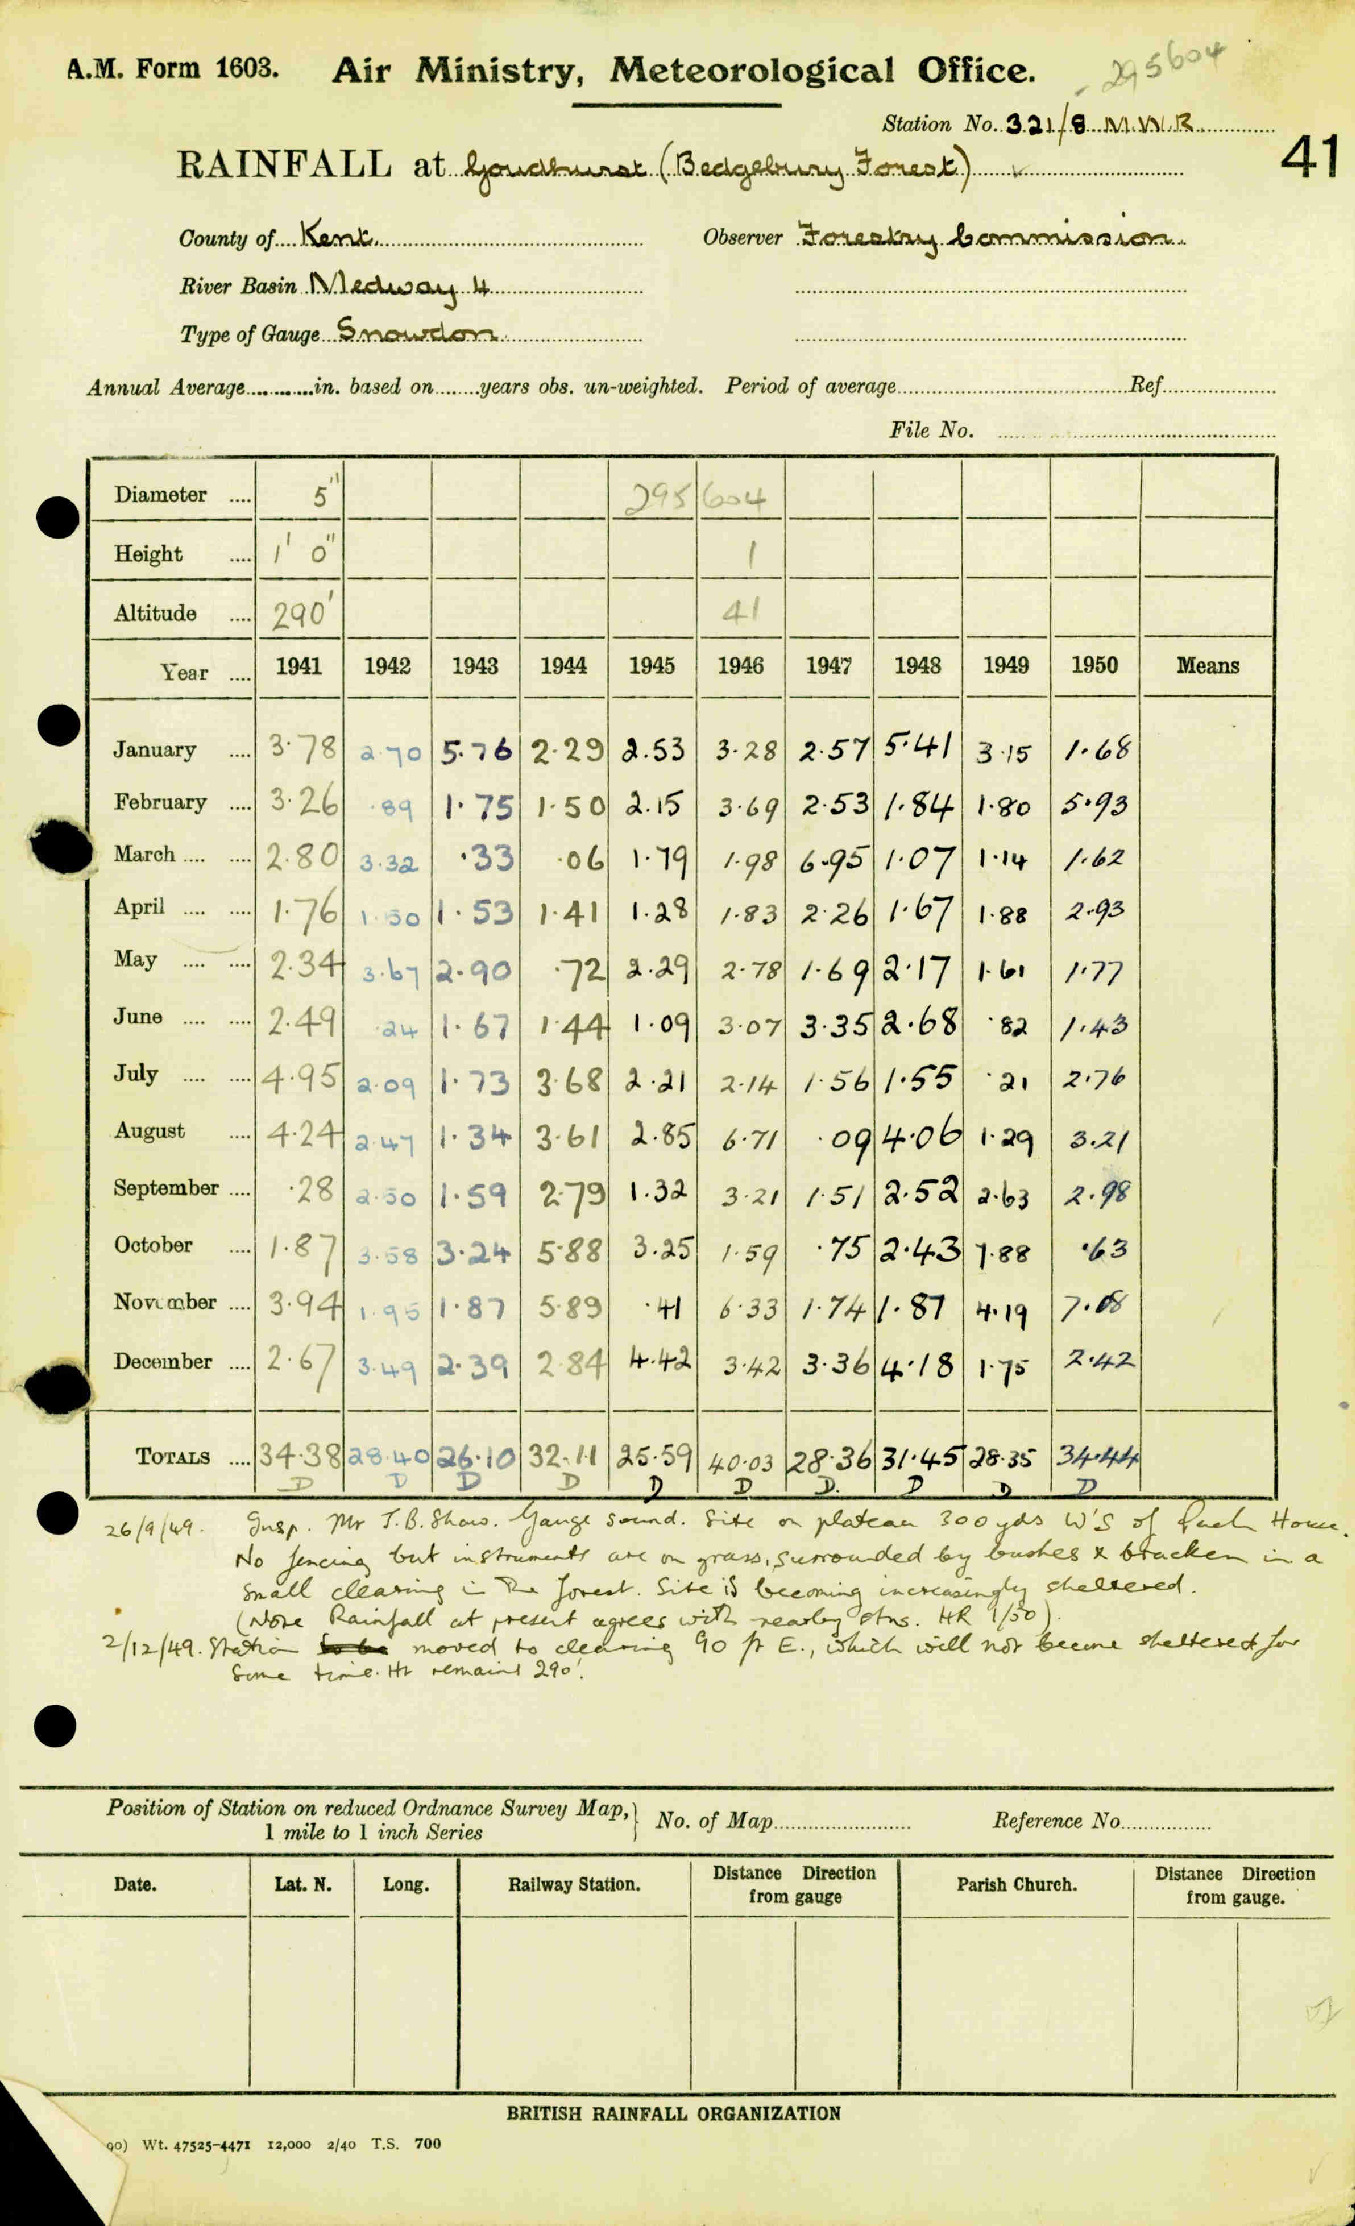 295604
A.M. Form 1603. Air Ministry, Meteorological Office.
Station No. 321/8 M.W.R.
41
RAINFALL at Goudhurst (Bedgebury Forest)
County of Kent. Observer Forestry Commission.
River Basin Medway 4
Type of Gauge Snowdon.
Annual Average............in. based on........years obs. un-weighted. Period of average........Ref........
File No. ........
Diameter .... 5" 295 604
Height .... 1' 0" 1
Altitude .... 290' 41
Year .... 1941 1942 1943 1944 1945 1946 1947 1948 1949 1950 Means
January .... 3.78 2.70 5.76 2.29 2.53 3.28 2.57 5.41 3.15 1.68
February .... 3.26 .89 1.75 1.50 2.15 3.69 2.53 1.84 1.80 5.93
March .... .... 2.80 3.32 .33 .06 1.79 1.98 6.95 1.07 1.14 1.62
April .... .... 1.76 1.50 1.53 1.41 1.28 1.83 2.26 1.67 1.88 2.93
May .... .... 2.34 3.67 2.90 .72 2.29 2.78 1.69 2.17 1.61 1.77
June .... .... 2.49 .24 1.67 1.44 1.09 3.07 3.35 2.68 .82 1.43
July .... .... 4.95 2.09 1.73 3.68 2.21 2.14 1.56 1.55 .21 2.76
August .... 4.24 2.47 1.34 3.61 2.85 6.71 .09 4.06 1.29 3.21
September .... .28 2.50 1.59 2.79 1.32 3.21 1.51 2.52 2.63 2.98
October .... 1.87 3.58 3.24 5.88 3.25 1.59 .75 2.43 7.88 .63
November .... 3.94 1.95 1.87 5.89 .41 6.33 1.74 1.87 4.19 7.08
December .... 2.67 3.49 2.39 2.84 4.42 3.42 3.36 4.18 1.75 2.42
TOTALS .... 34.38 28.40 26.10 32.11 25.59 40.03 28.36 31.45 28.35 34.44
D D D D D D D. D D D
26/9/49. Insp. Mr J.B. Shaw. Gauge sound. Site on plateau 300 yds W'S of House.
No fencing but instruments are on grass, surrounded by bushes & bracken in a
small clearing in the forest. Site is becoming increasingly sheltered.
(Note Rainfall at present agrees with nearby stns. HR 1/50)
2/12/49. Station moved to clearing 90 ft E., which will not become sheltered for
some time. Ht remains 290'.
Position of Station on reduced Ordnance Survey Map,} No. of Map........ Reference No........
1 mile to 1 inch Series
Date. Lat. N. Long. Railway Station. Distance Direction from gauge Parish Church. Distance Direction from gauge.
BRITISH RAINFALL ORGANIZATION
90) Wt. 47525-4471 12,000 2/40 T.S. 700